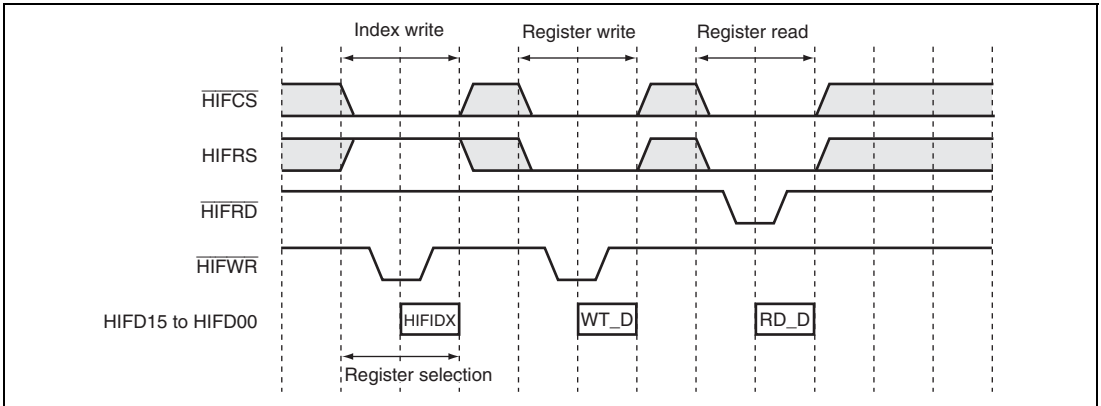 Index write Register write Register read
HIFCS
HIFRS
HIFRD
HIFWR
HIFD15 to HIFD00 HIFIDX WT_D RD_D
Register selection